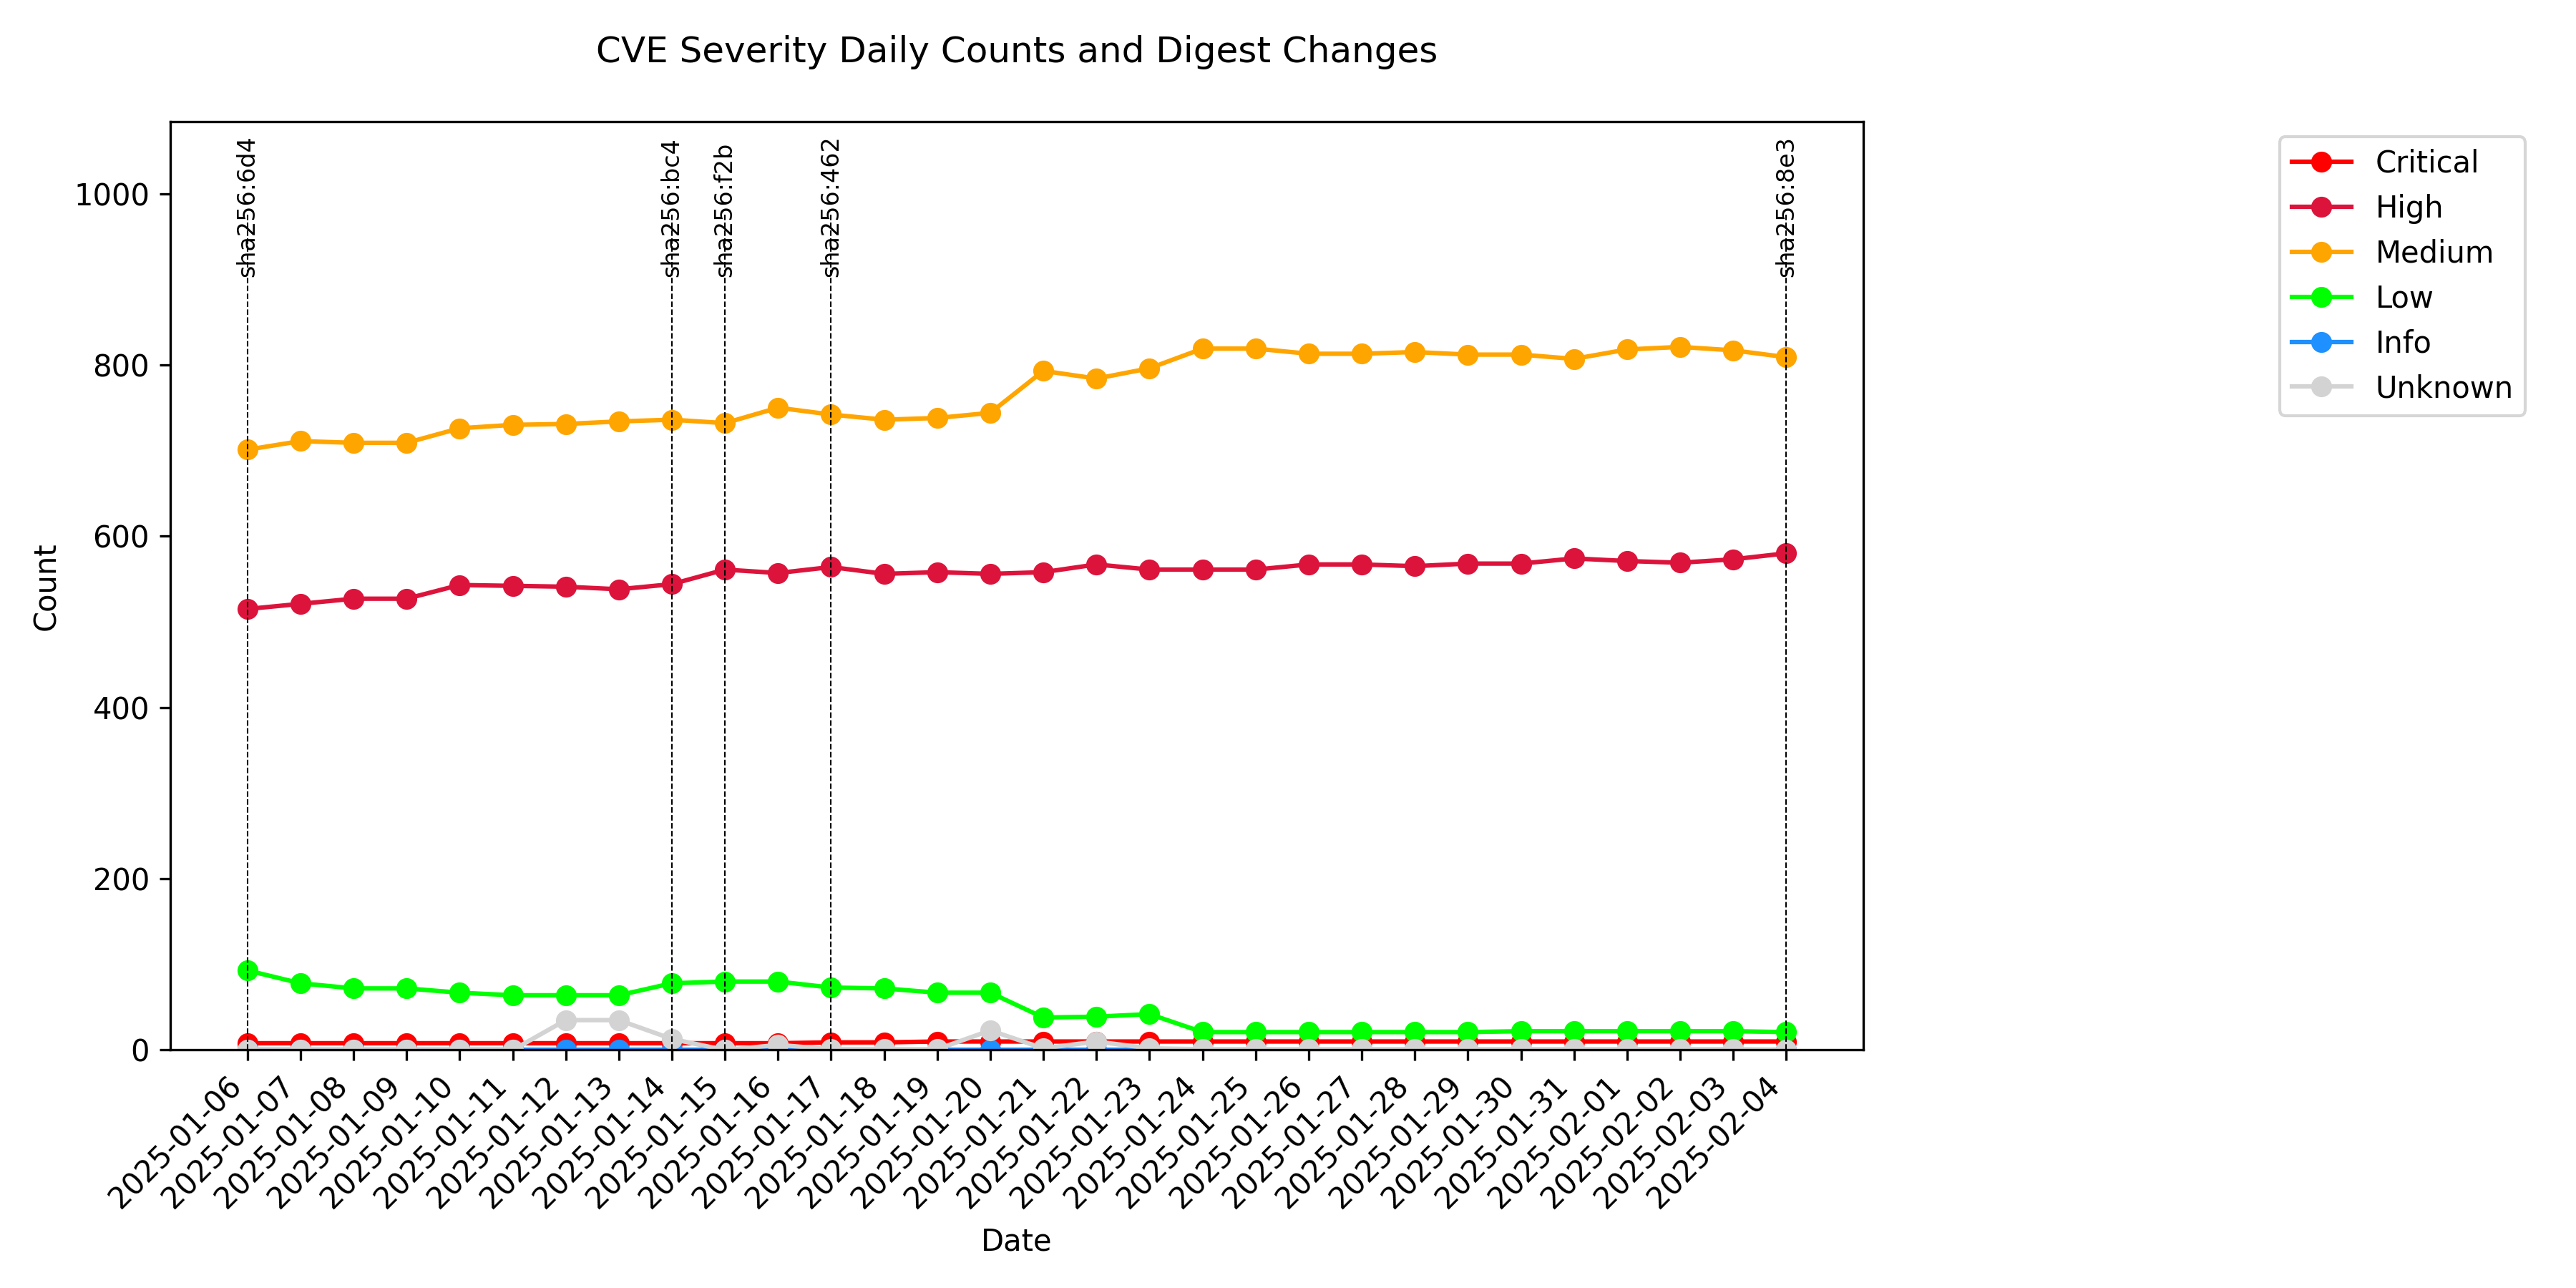 CVE Severity Daily Counts and Digest Changes
sha256:6d4
sha256:bc4
sha256:f2b
sha256:462
sha256:8e3
Critical
High
Medium
Low
Info
Unknown
1000
800
600
400
200
0
Count
2025-01-06
2025-01-07
2025-01-08
2025-01-09
2025-01-10
2025-01-11
2025-01-12
2025-01-13
2025-01-14
2025-01-15
2025-01-16
2025-01-17
2025-01-18
2025-01-19
2025-01-20
2025-01-21
2025-01-22
2025-01-23
2025-01-24
2025-01-25
2025-01-26
2025-01-27
2025-01-28
2025-01-29
2025-01-30
2025-01-31
2025-02-01
2025-02-02
2025-02-03
2025-02-04
Date